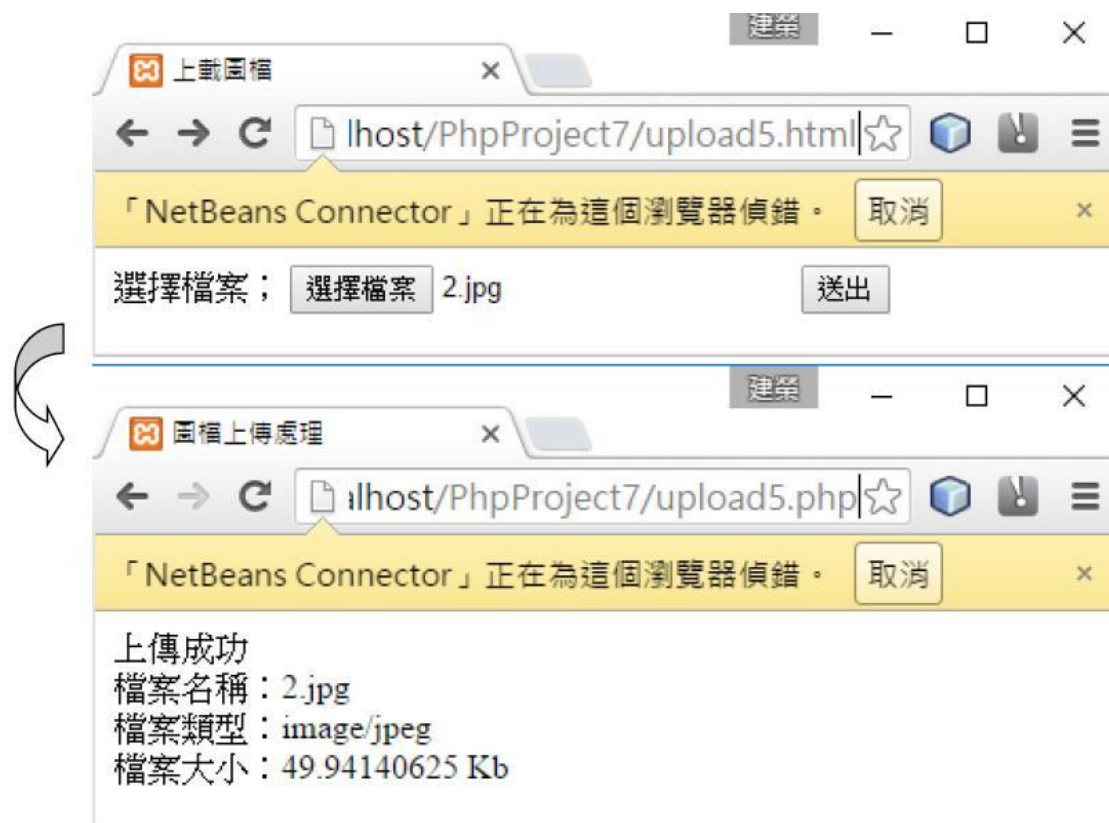 建榮
上載圖檔
lhost/PhpProject7/upload5.html
「NetBeans Connector」正在為這個瀏覽器偵錯。 取消
選擇檔案； 選擇檔案 2.jpg 送出
建榮
圖檔上傳處理
alhost/PhpProject7/upload5.php
「NetBeans Connector」正在為這個瀏覽器偵錯。 取消
上傳成功
檔案名稱：2.jpg
檔案類型：image/jpeg
檔案大小：49.94140625 Kb